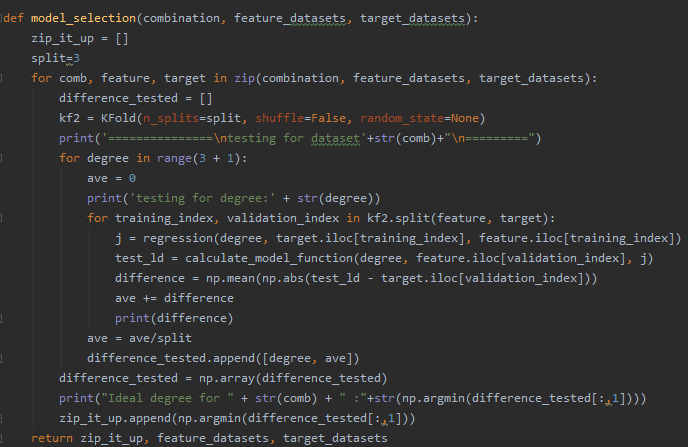 def model_selection(combination, feature_datasets, target_datasets):
    zip_it_up = []
    split=3
    for comb, feature, target in zip(combination, feature_datasets, target_datasets):
        difference_tested = []
        kf2 = KFold(n_splits=split, shuffle=False, random_state=None)
        print('===============\ntesting for dataset'+str(comb)+"\n=========")
        for degree in range(3 + 1):
            ave = 0
            print('testing for degree:' + str(degree))
            for training_index, validation_index in kf2.split(feature, target):
                j = regression(degree, target.iloc[training_index], feature.iloc[training_index])
                test_ld = calculate_model_function(degree, feature.iloc[validation_index], j)
                difference = np.mean(np.abs(test_ld - target.iloc[validation_index]))
                ave += difference
                print(difference)
            ave = ave/split
            difference_tested.append([degree, ave])
        difference_tested = np.array(difference_tested)
        print("Ideal degree for " + str(comb) + " :"+str(np.argmin(difference_tested[:,1])))
        zip_it_up.append(np.argmin(difference_tested[:,1]))
    return zip_it_up, feature_datasets, target_datasets